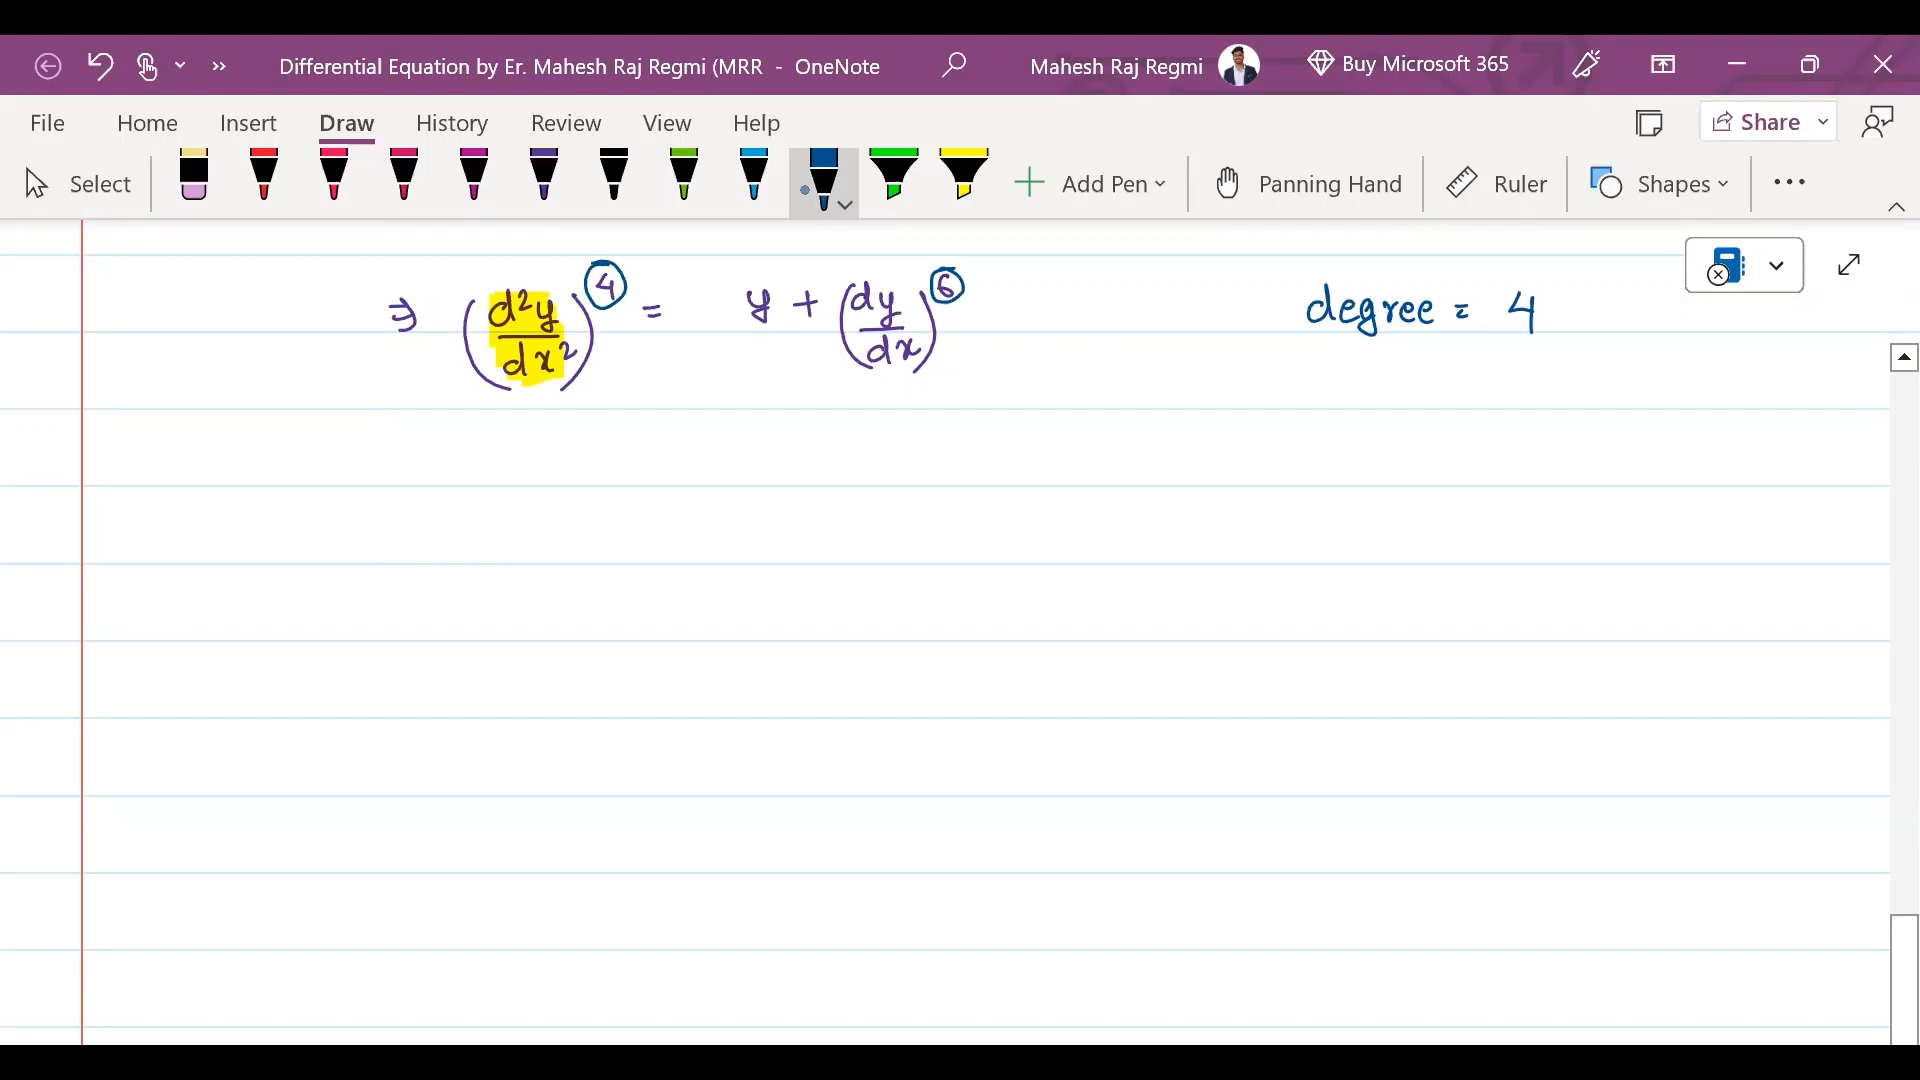 Differential Equation by Er. Mahesh Raj Regmi (MRR - OneNote Mahesh Raj Regmi Buy Microsoft 365
File Home Insert Draw History Review View Help Share
Select Add Pen Panning Hand Ruler Shapes
⇒ (d²y/dx²)⁴ = y + (dy/dx)⁶ degree = 4